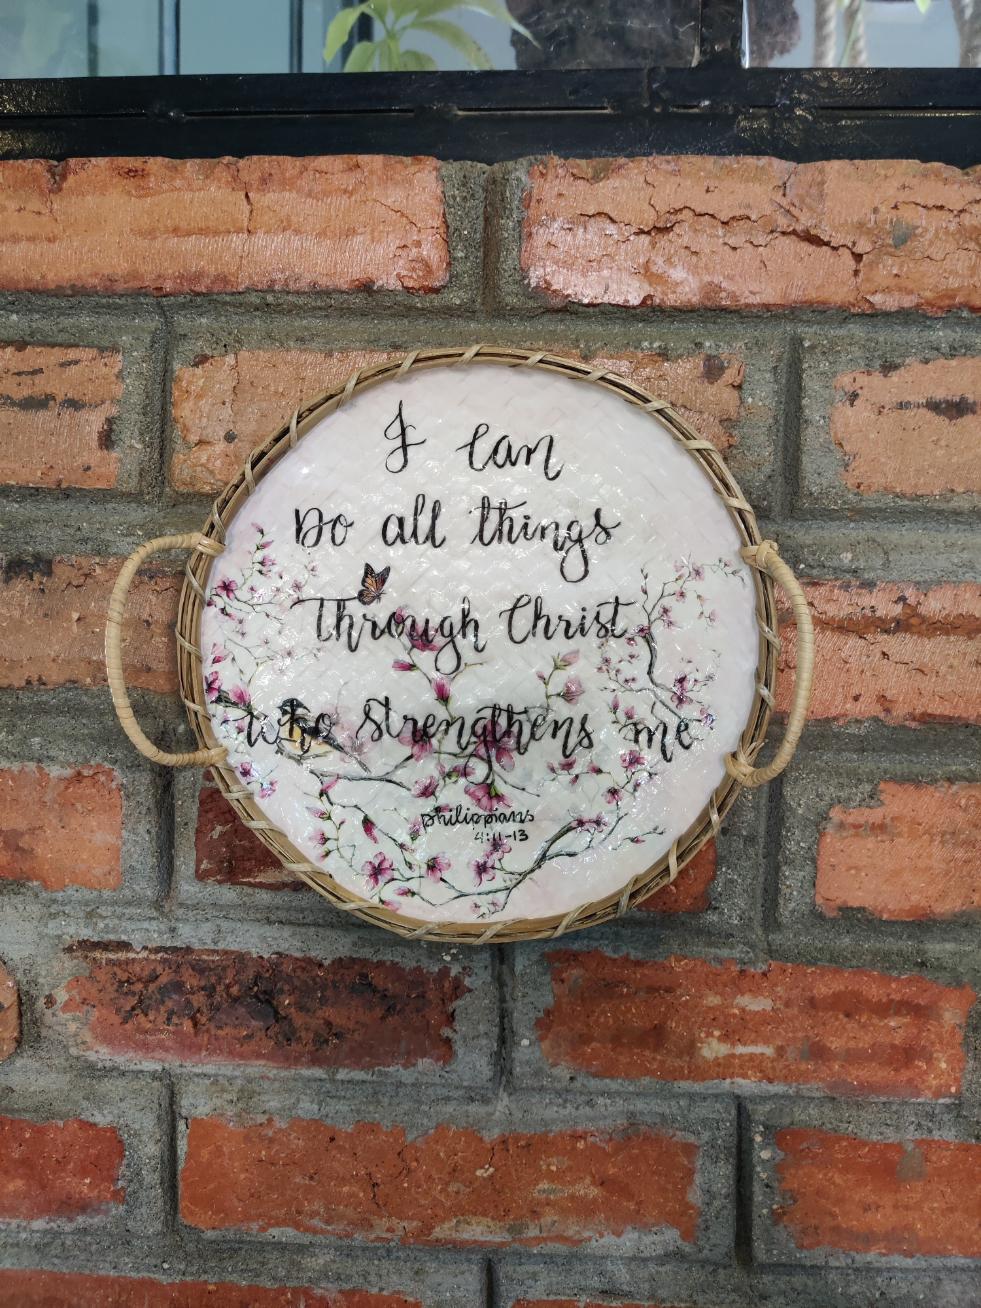 I can
Do all things
Through Christ
who strengthens me
philippians
4:11-13